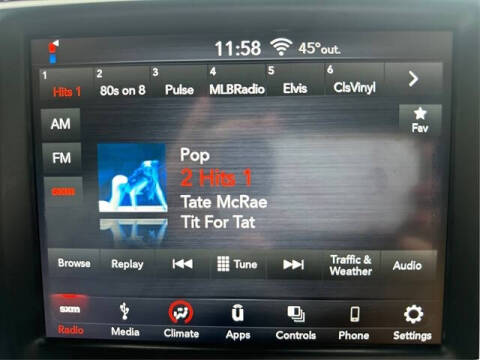 11:58 45° out.
1 2 3 4 5 6
Hits 1 80s on 8 Pulse MLBRadio Elvis ClsVinyl
AM
Fav
FM
sxm
Pop
2 Hits 1
Tate McRae
Tit For Tat
Browse Replay Tune Traffic & Weather Audio
sxm
Radio Media Climate Apps Controls Phone Settings